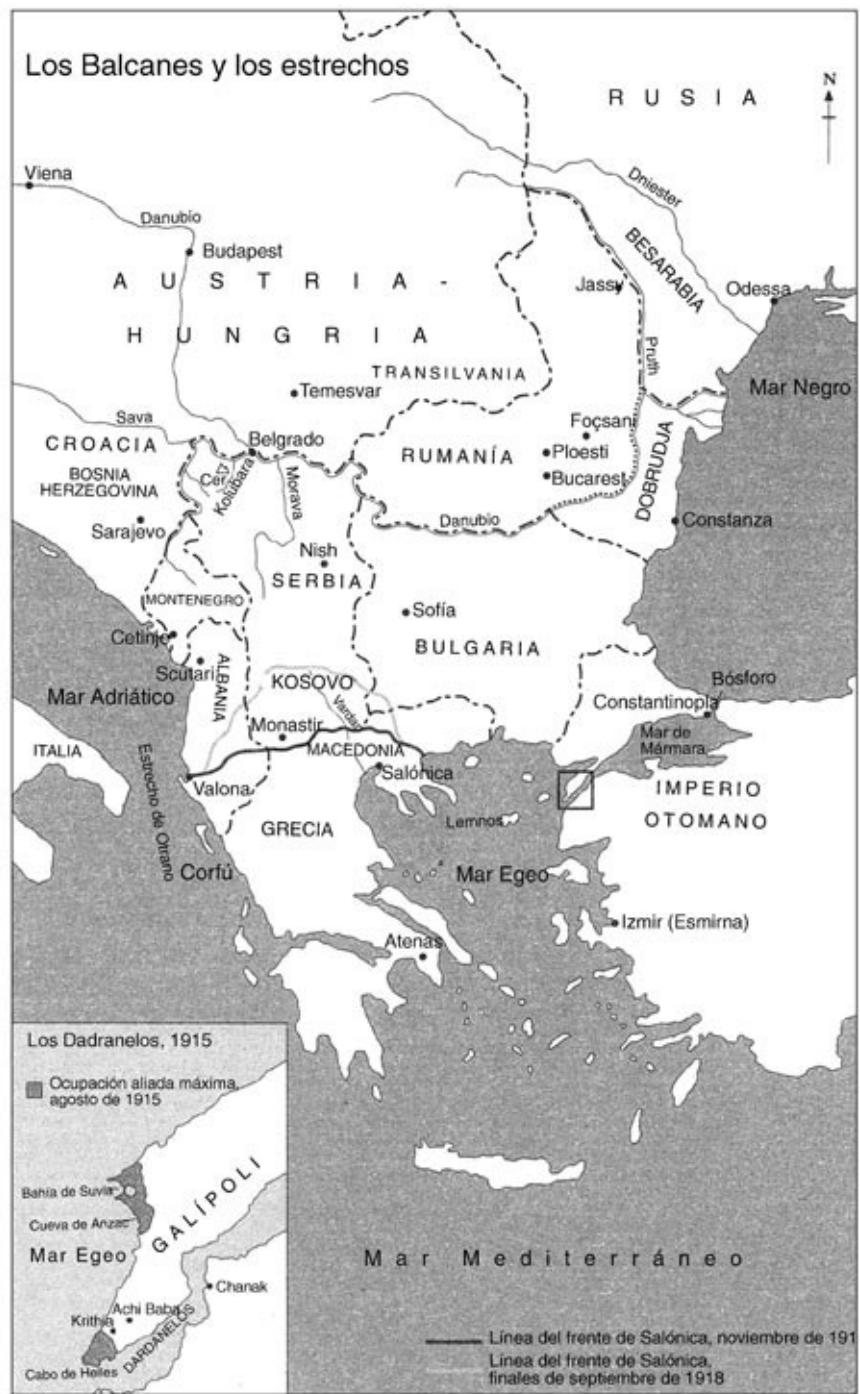 Los Balcanes y los estrechos
RUSIA
N
Viena
Dniester
Danubio
Budapest
BESARABIA
AUSTRIA-
HUNGRIA
Jassy
Odessa
Pruth
TRANSILVANIA
Temesvar
Mar Negro
Sava
CROACIA
Belgrado
Focşani
RUMANÍA
Ploesti
Bucarest
Cer
Kolubara
Morava
BOSNIA
HERZEGOVINA
DOBRUDJA
Sarajevo
Danubio
Constanza
Nish
SERBIA
MONTENEGRO
Sofía
BULGARIA
Cetinje
Scutari
ALBANIA
KOSOVO
Bósforo
Constantinopla
Mar Adriático
Vardar
Monastir
Mar de
Mármara
ITALIA
MACEDONIA
Salónica
Valona
IMPERIO
OTOMANO
Estrecho de Otrano
Lemnos
GRECIA
Corfú
Mar Egeo
Izmir (Esmirna)
Atenas
Los Dadranelos, 1915
Ocupación aliada máxima,
agosto de 1915
Bahía de Suvla
GALÍPOLI
Cueva de Anzac
Mar Egeo
Chanak
Achi Baba
Krithia
DARDANELOS
Cabo de Helles
Mar Mediterráneo
Línea del frente de Salónica, noviembre de 191
Línea del frente de Salónica,
finales de septiembre de 1918